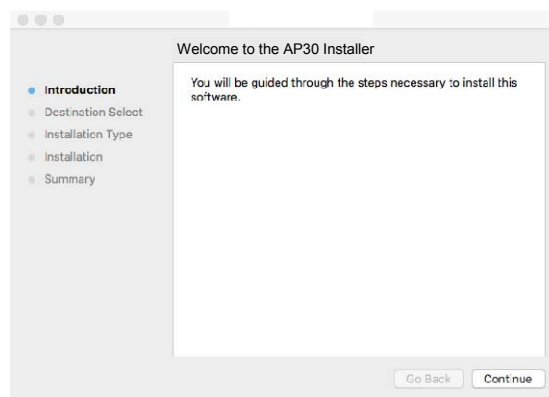 Welcome to the AP30 Installer
Introduction
Destination Select
Installation Type
Installation
Summary
You will be guided through the steps necessary to install this
software.
Go Back
Continue